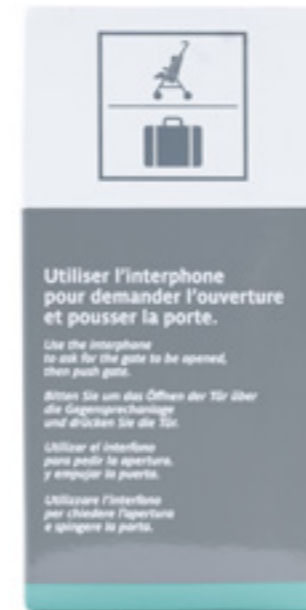 Utiliser l'interphone
pour demander l'ouverture
et pousser la porte.
Use the interphone
to ask for the gate to be opened,
then push gate.
Bitten Sie um das Öffnen der Tür über
die Gegensprechanlage
und drücken Sie die Tür.
Utilizar el interfono
para pedir la apertura.
y empujar la puerta.
Utilizzare l'interfono
per chiedere l'apertura
e spingere la porta.